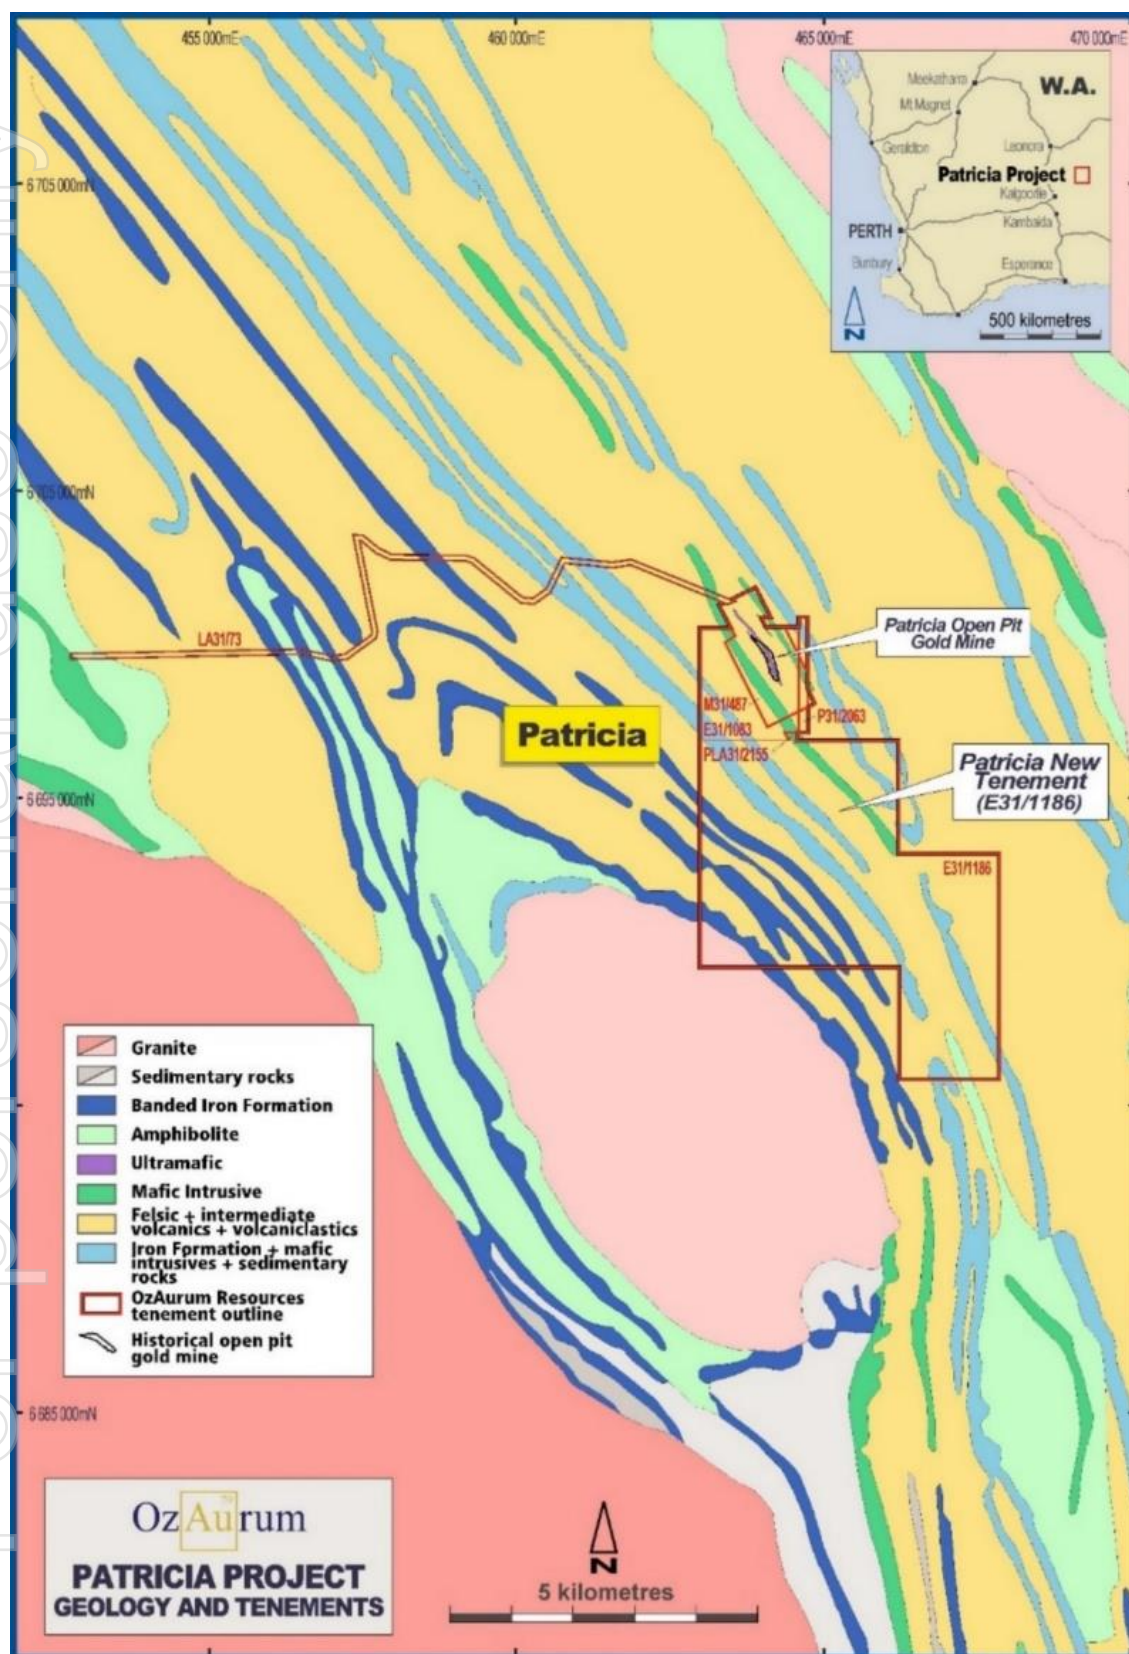 455 000mE
460 000mE
465 000mE
470 000mE
W.A.
Meekatharra
Mt Magnet
Geraldton
Leonora
Patricia Project
Kalgoorlie
Kambalda
PERTH
Bunbury
Esperance
N
500 kilometres
6 705 000mN
6 705 000mN
LA31/73
Patricia Open Pit
Gold Mine
M31/487
P31/2063
E31/1083
PLA31/2155
Patricia
Patricia New
Tenement
(E31/1186)
6 695 000mN
E31/1186
Granite
Sedimentary rocks
Banded Iron Formation
Amphibolite
Ultramafic
Mafic Intrusive
Felsic + intermediate
volcanics + volcaniclastics
Iron Formation + mafic
intrusives + sedimentary
rocks
OzAurum Resources
tenement outline
Historical open pit
gold mine
6 685 000mN
OzAurum
PATRICIA PROJECT
GEOLOGY AND TENEMENTS
N
5 kilometres